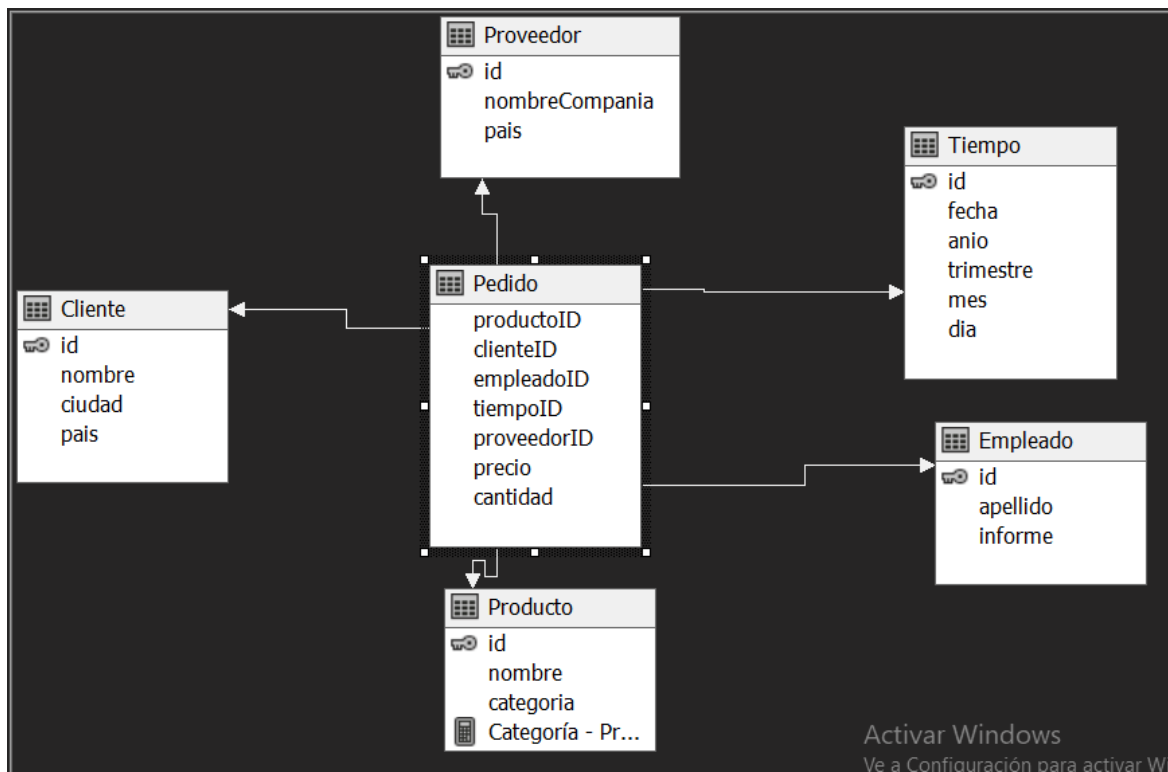 Proveedor
id
nombreCompania
pais
Tiempo
id
fecha
anio
trimestre
mes
dia
Cliente
id
nombre
ciudad
pais
Pedido
productoID
clienteID
empleadoID
tiempoID
proveedorID
precio
cantidad
Empleado
id
apellido
informe
Producto
id
nombre
categoria
Categoría - Pr...
Activar Windows
Ve a Configuración para activar W